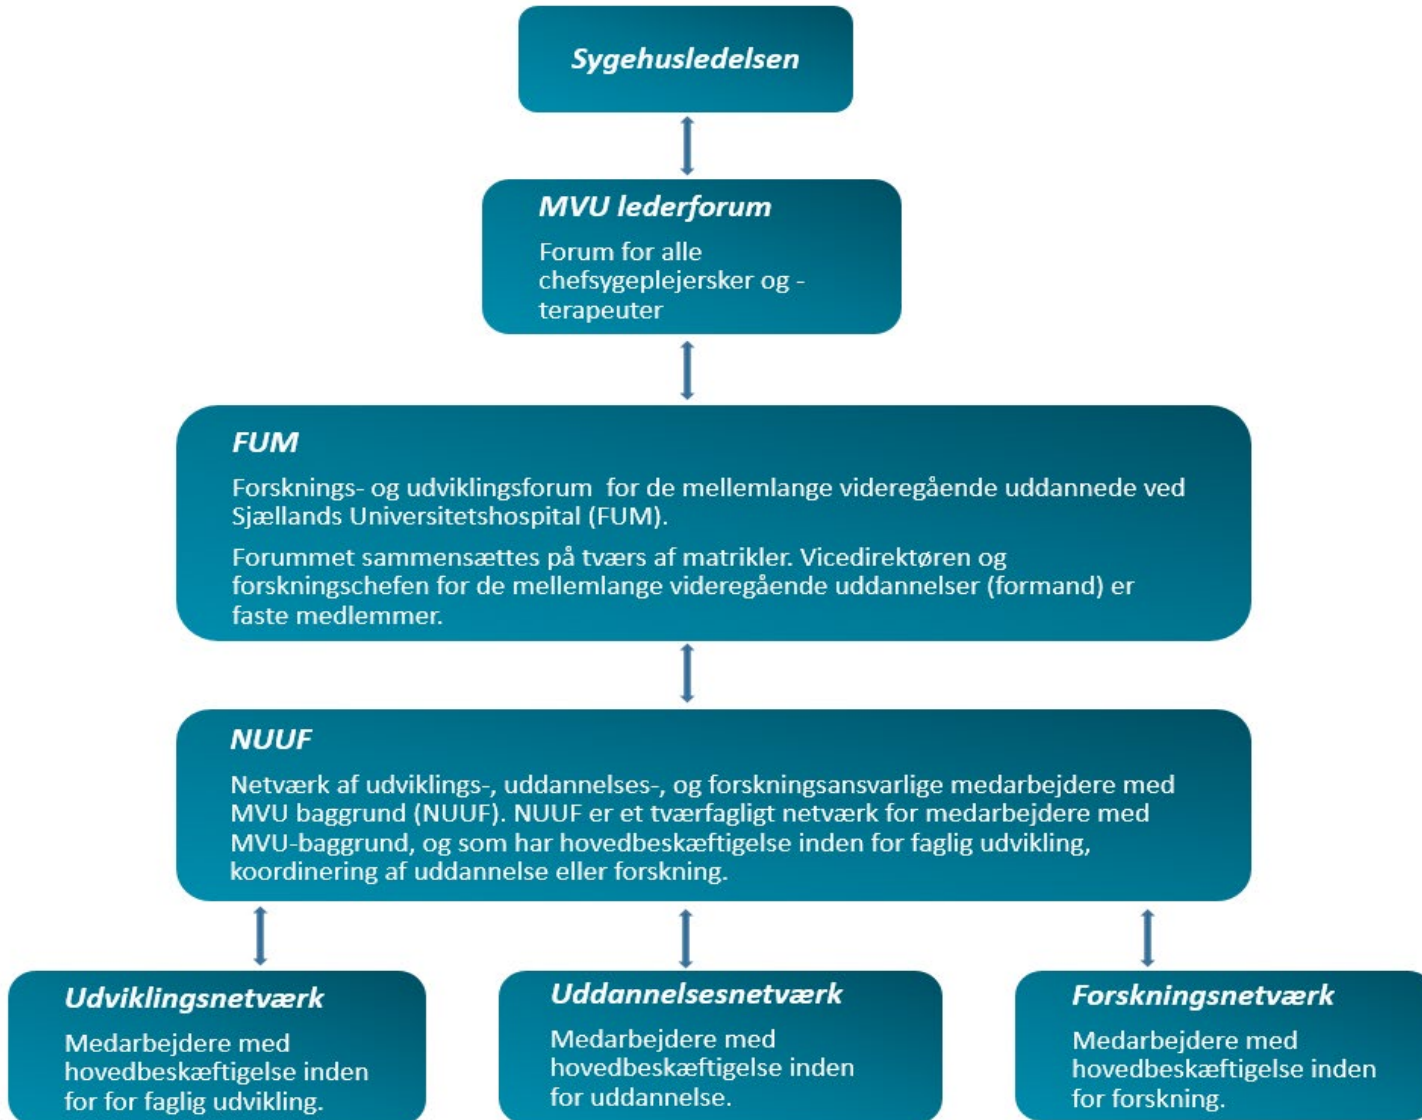 Sygehusledelsen
MVU lederforum
Forum for alle
chefsygeplejersker og -
terapeuter
FUM
Forsknings- og udviklingsforum  for de mellemlange videregående uddannede ved
Sjællands Universitetshospital (FUM).
Forummet sammensættes på tværs af matrikler. Vicedirektøren og
forskningschefen for de mellemlange videregående uddannelser (formand) er
faste medlemmer.
NUUF
Netværk af udviklings-, uddannelses-, og forskningsansvarlige medarbejdere med
MVU baggrund (NUUF). NUUF er et tværfagligt netværk for medarbejdere med
MVU-baggrund, og som har hovedbeskæftigelse inden for faglig udvikling,
koordinering af uddannelse eller forskning.
Udviklingsnetværk
Medarbejdere med
hovedbeskæftigelse inden
for for faglig udvikling.
Uddannelsesnetværk
Medarbejdere med
hovedbeskæftigelse inden
for uddannelse.
Forskningsnetværk
Medarbejdere med
hovedbeskæftigelse inden
for forskning.